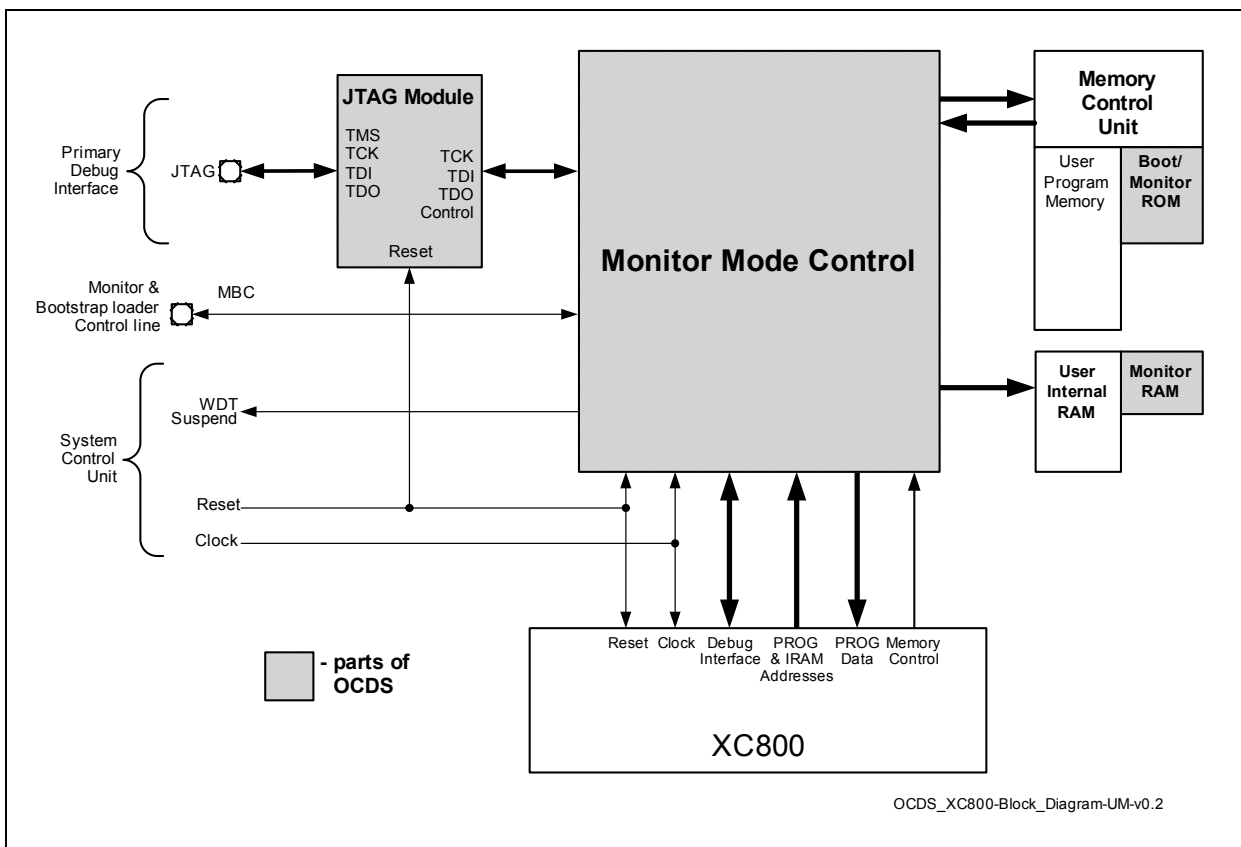 JTAG Module
TMS
TCK
TDI
TDO
TCK
TDI
TDO
Control
Reset
Primary
Debug
Interface
JTAG
Monitor &
Bootstrap loader
Control line
MBC
WDT
Suspend
System
Control
Unit
Reset
Clock
Monitor Mode Control
Memory
Control
Unit
User
Program
Memory
Boot/
Monitor
ROM
User
Internal
RAM
Monitor
RAM
Reset
Clock
Debug
Interface
PROG
& IRAM
Addresses
PROG
Data
Memory
Control
XC800
- parts of
OCDS
OCDS_XC800-Block_Diagram-UM-v0.2